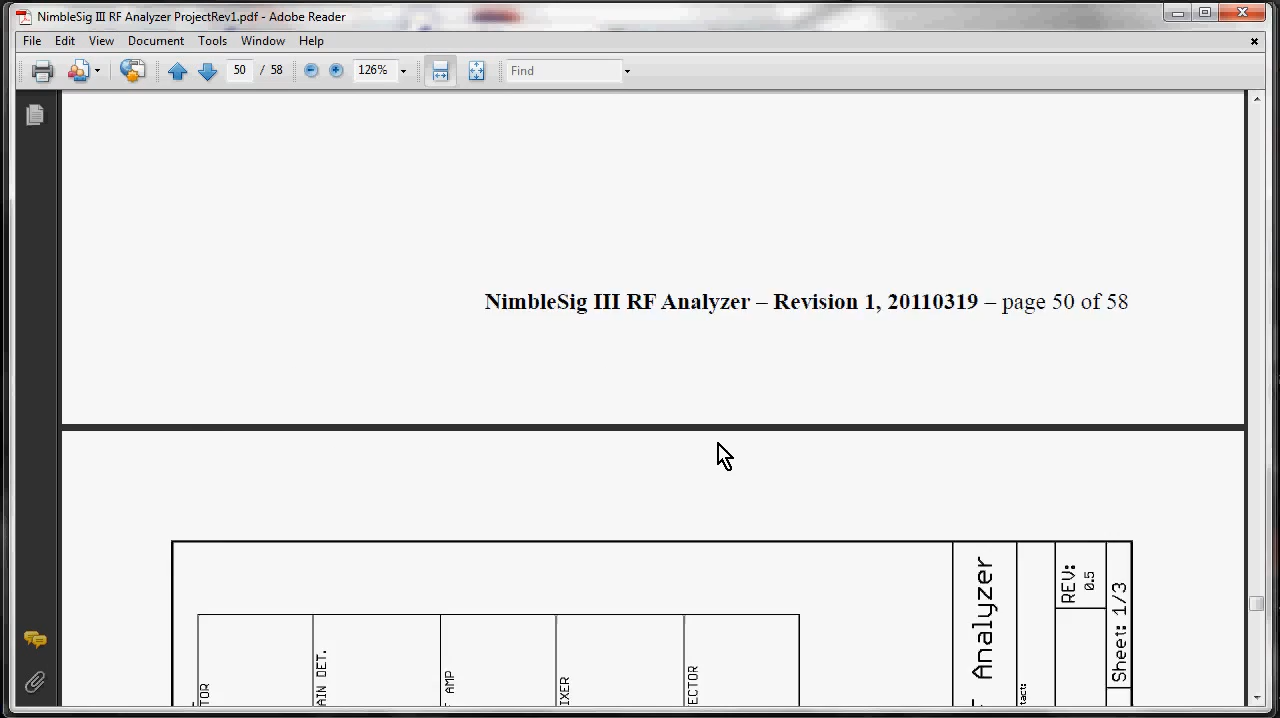 NimbleSig III RF Analyzer ProjectRev1.pdf - Adobe Reader
File Edit View Document Tools Window Help
50 / 58 126% Find
NimbleSig III RF Analyzer – Revision 1, 20110319 – page 50 of 58
TOR
AIN DET.
AMP
IXER
ECTOR
Analyzer
tact:
REV:
0.5
Sheet: 1/3